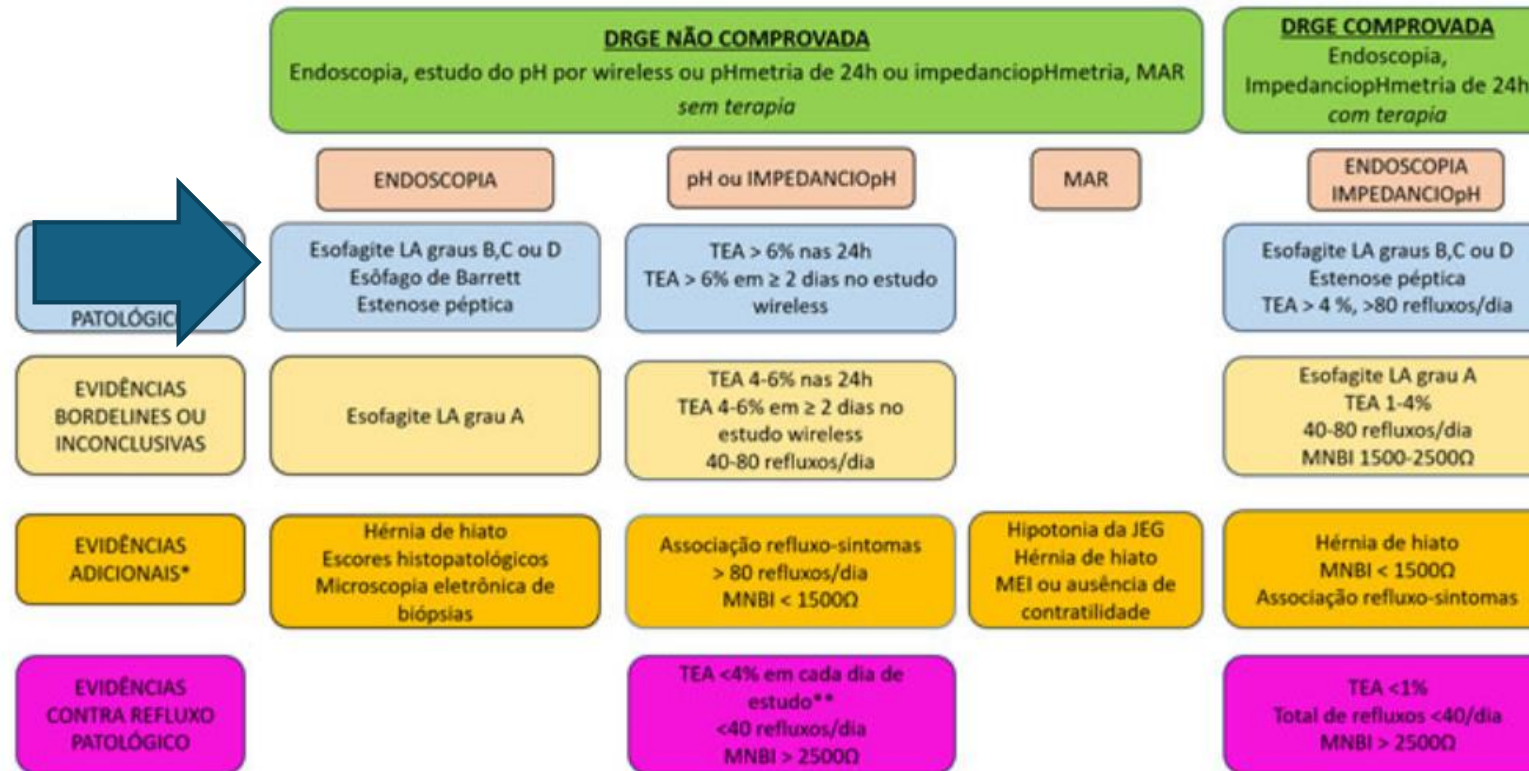 DRGE NÃO COMPROVADA
Endoscopia, estudo do pH por wireless ou pHmetria de 24h ou impedanciopHmetria, MAR
sem terapia
DRGE COMPROVADA
Endoscopia,
ImpedanciopHmetria de 24h
com terapia
ENDOSCOPIA
pH ou IMPEDANCIOpH
MAR
ENDOSCOPIA
IMPEDANCIOpH
PATOLÓGIC
Esofagite LA graus B,C ou D
Esôfago de Barrett
Estenose péptica
TEA > 6% nas 24h
TEA > 6% em ≥ 2 dias no estudo
wireless
Esofagite LA graus B,C ou D
Estenose péptica
TEA > 4 %, >80 refluxos/dia
EVIDÊNCIAS
BORDELINES OU
INCONCLUSIVAS
Esofagite LA grau A
TEA 4-6% nas 24h
TEA 4-6% em ≥ 2 dias no
estudo wireless
40-80 refluxos/dia
Esofagite LA grau A
TEA 1-4%
40-80 refluxos/dia
MNBI 1500-2500Ω
EVIDÊNCIAS
ADICIONAIS*
Hérnia de hiato
Escores histopatológicos
Microscopia eletrônica de
biópsias
Associação refluxo-sintomas
> 80 refluxos/dia
MNBI < 1500Ω
Hipotonia da JEG
Hérnia de hiato
MEI ou ausência de
contratilidade
Hérnia de hiato
MNBI < 1500Ω
Associação refluxo-sintomas
EVIDÊNCIAS
CONTRA REFLUXO
PATOLÓGICO
TEA <4% em cada dia de
estudo**
<40 refluxos/dia
MNBI > 2500Ω
TEA <1%
Total de refluxos <40/dia
MNBI > 2500Ω